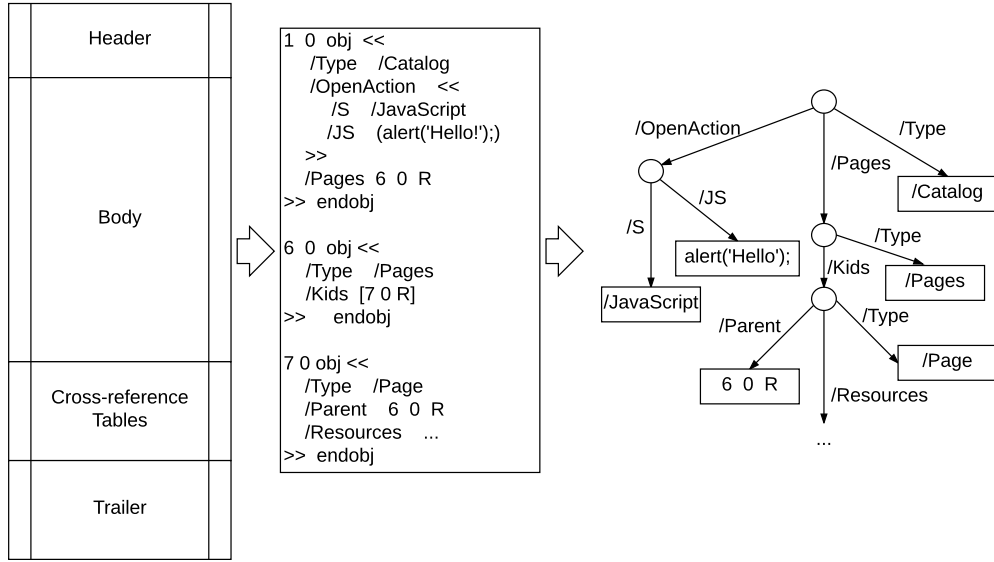 Header
Body
Cross-reference
Tables
Trailer
1 0 obj <<
/Type /Catalog
/OpenAction <<
/S /JavaScript
/JS (alert('Hello!');)
>>
/Pages 6 0 R
>> endobj
6 0 obj <<
/Type /Pages
/Kids [7 0 R]
>> endobj
7 0 obj <<
/Type /Page
/Parent 6 0 R
/Resources ...
>> endobj
/OpenAction
/Type
/Pages
/Catalog
/JS
/S
alert('Hello');
/JavaScript
/Type
/Kids
/Pages
/Parent
/Type
/Page
6 0 R
/Resources
...